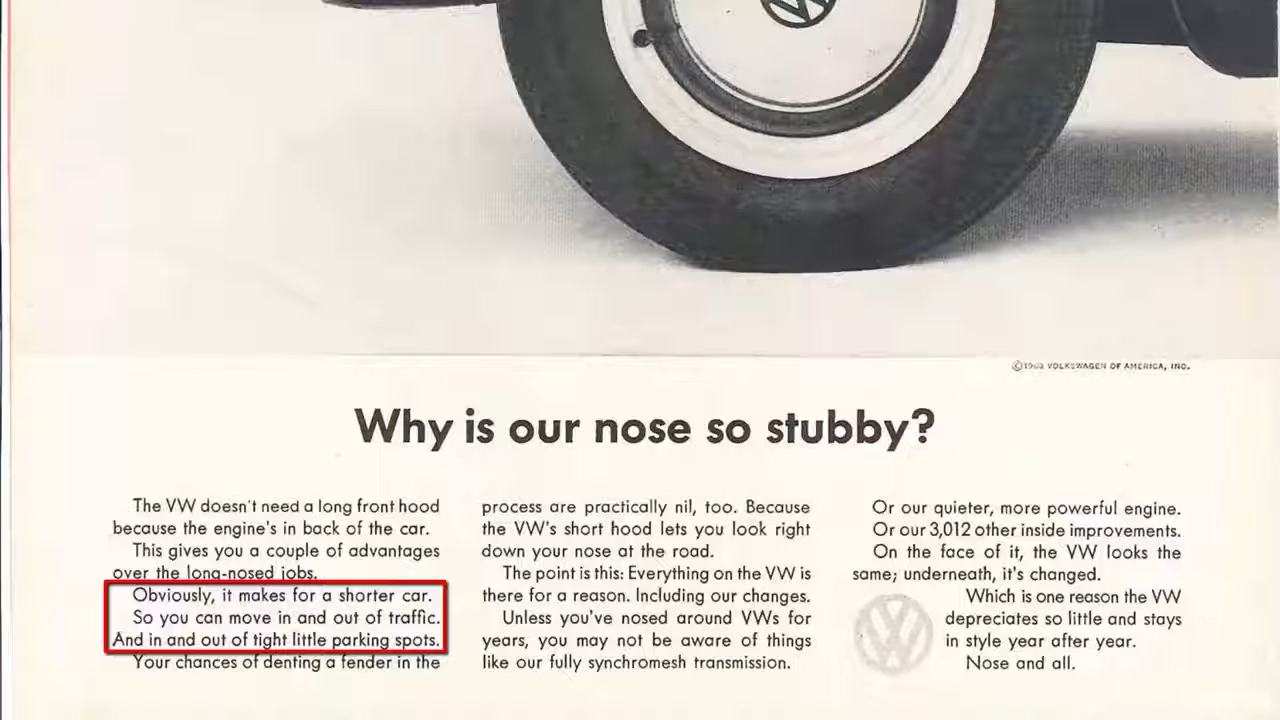 ©1963 VOLKSWAGEN OF AMERICA, INC.
Why is our nose so stubby?
The VW doesn't need a long front hood
because the engine's in back of the car.
This gives you a couple of advantages
over the long-nosed jobs.
Obviously, it makes for a shorter car.
So you can move in and out of traffic.
And in and out of tight little parking spots.
Your chances of denting a fender in the
process are practically nil, too. Because
the VW's short hood lets you look right
down your nose at the road.
The point is this: Everything on the VW is
there for a reason. Including our changes.
Unless you've nosed around VWs for
years, you may not be aware of things
like our fully synchromesh transmission.
Or our quieter, more powerful engine.
Or our 3,012 other inside improvements.
On the face of it, the VW looks the
same; underneath, it's changed.
Which is one reason the VW
depreciates so little and stays
in style year after year.
Nose and all.